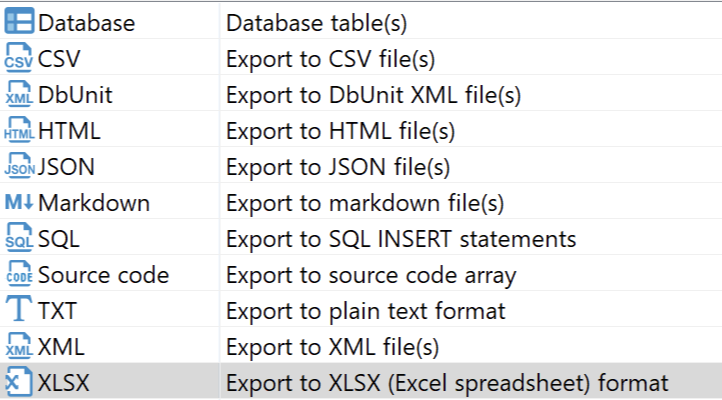 Database Database table(s)
CSV CSV Export to CSV file(s)
XML DbUnit Export to DbUnit XML file(s)
HTML HTML Export to HTML file(s)
JSON JSON Export to JSON file(s)
M↓ Markdown Export to markdown file(s)
SQL SQL Export to SQL INSERT statements
CODE Source code Export to source code array
T TXT Export to plain text format
XML XML Export to XML file(s)
X XLSX Export to XLSX (Excel spreadsheet) format